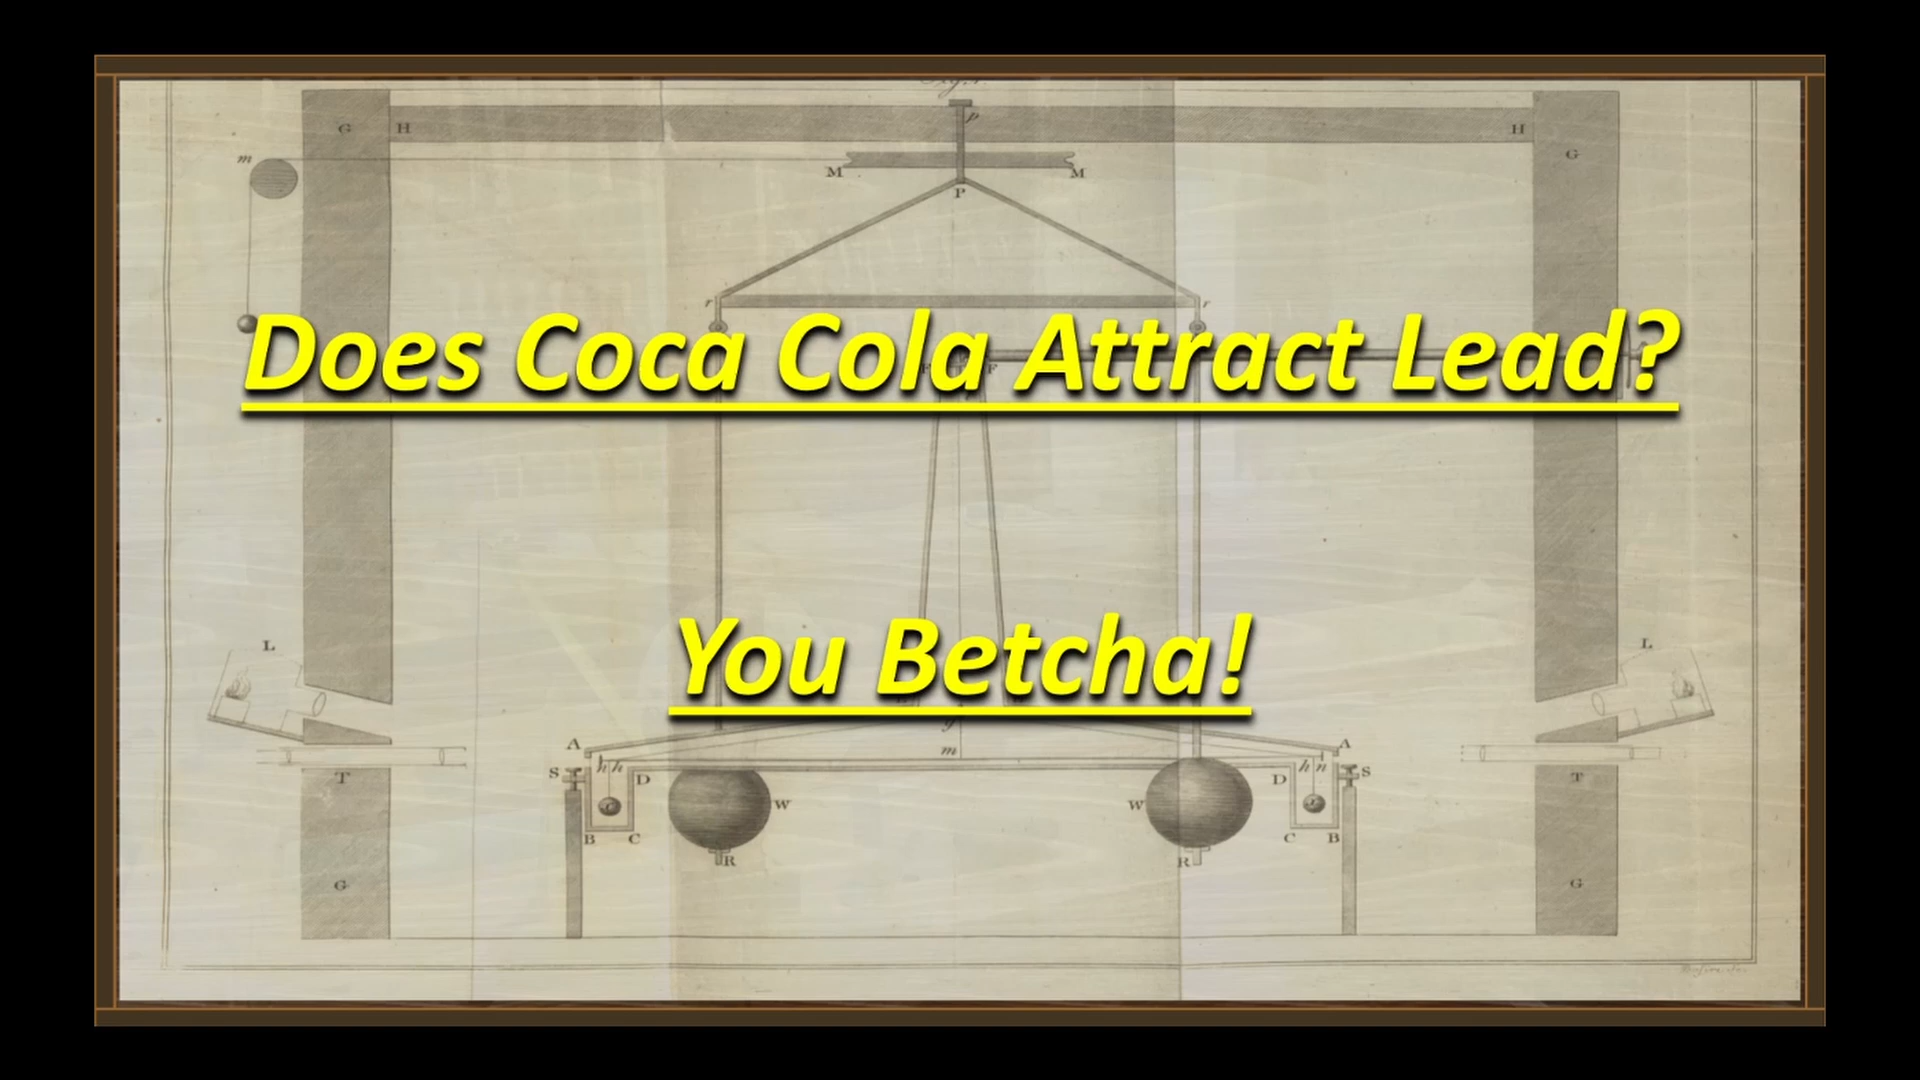 G H H G
m p
M M
P
r r
Does Coca Cola Attract Lead?
F
You Betcha!
L L
A m A
S h h D D h n S
T W W T
B C C B
R R
G G